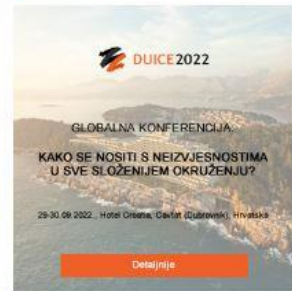 DUICE2022
GLOBALNA KONFERENCIJA:
KAKO SE NOSITI S NEIZVJESNOSTIMA
U SVE SLOŽENIJEM OKRUŽENJU?
29-30.09.2022., Hotel Croatia, Cavtat (Dubrovnik), Hrvatska
Detaljnije